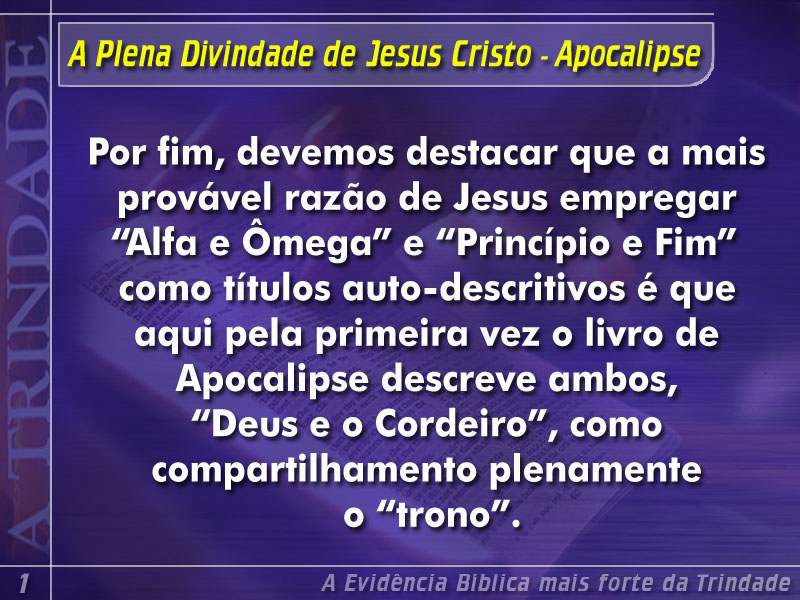 A TRINDADE
A Plena Divindade de Jesus Cristo - Apocalipse
Por fim, devemos destacar que a mais
provável razão de Jesus empregar
“Alfa e Ômega” e “Princípio e Fim”
como títulos auto-descritivos é que
aqui pela primeira vez o livro de
Apocalipse descreve ambos,
“Deus e o Cordeiro”, como
compartilhamento plenamente
o “trono”.
1
A Evidência Bíblica mais forte da Trindade